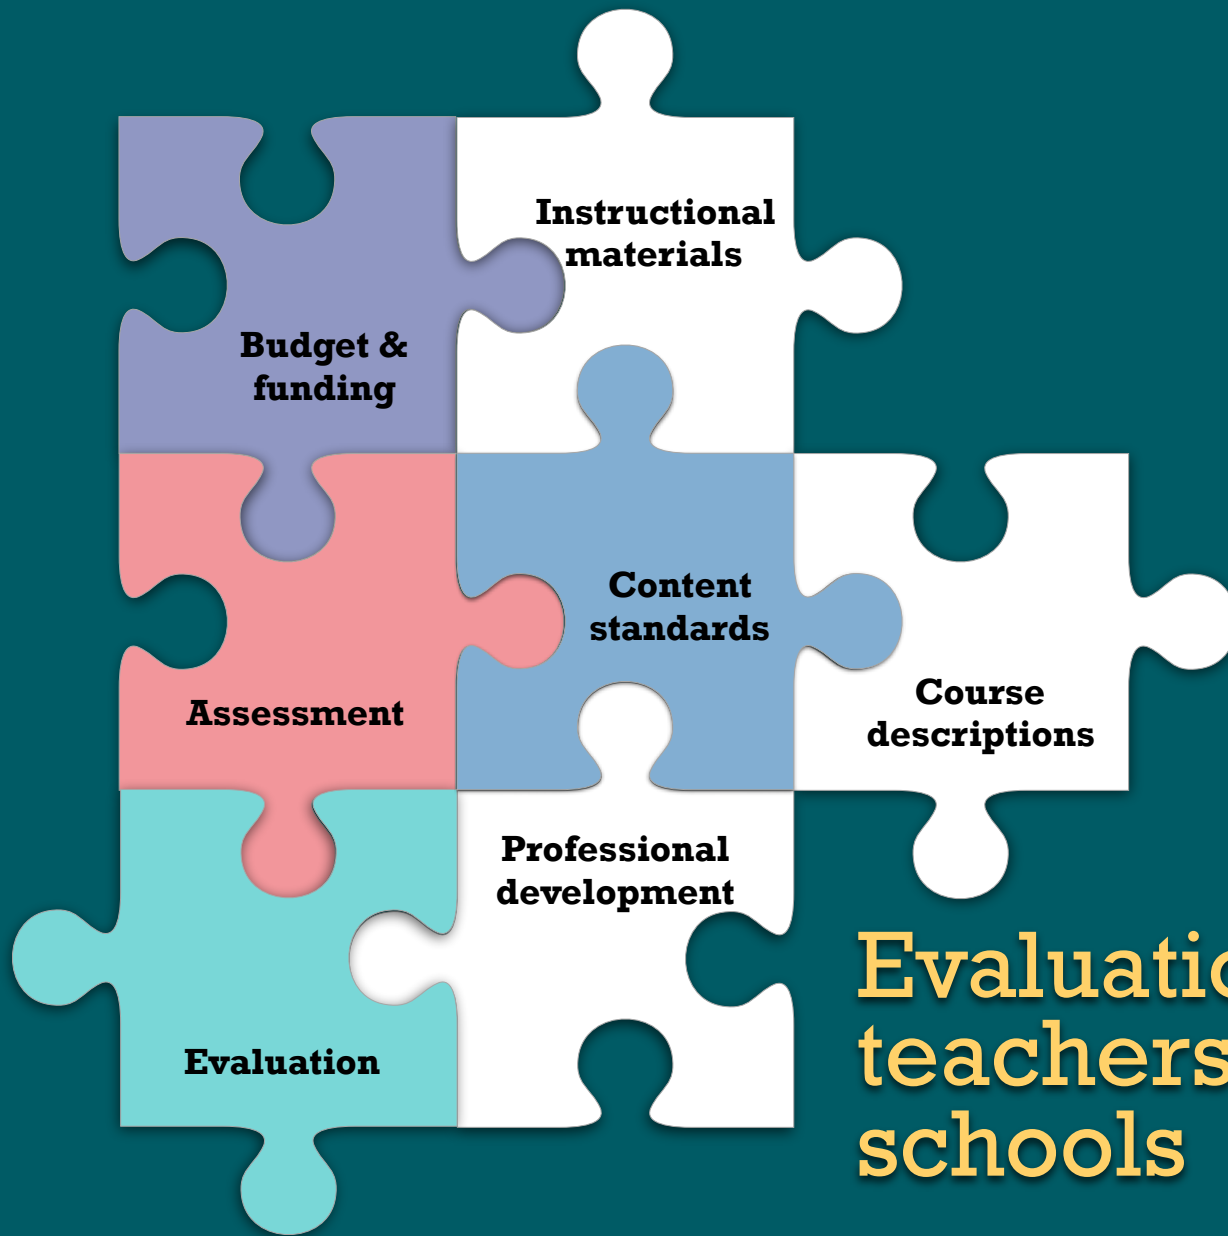 Instructional
materials
Budget &
funding
Content
standards
Assessment
Course
descriptions
Professional
development
Evaluation
teachers
schools